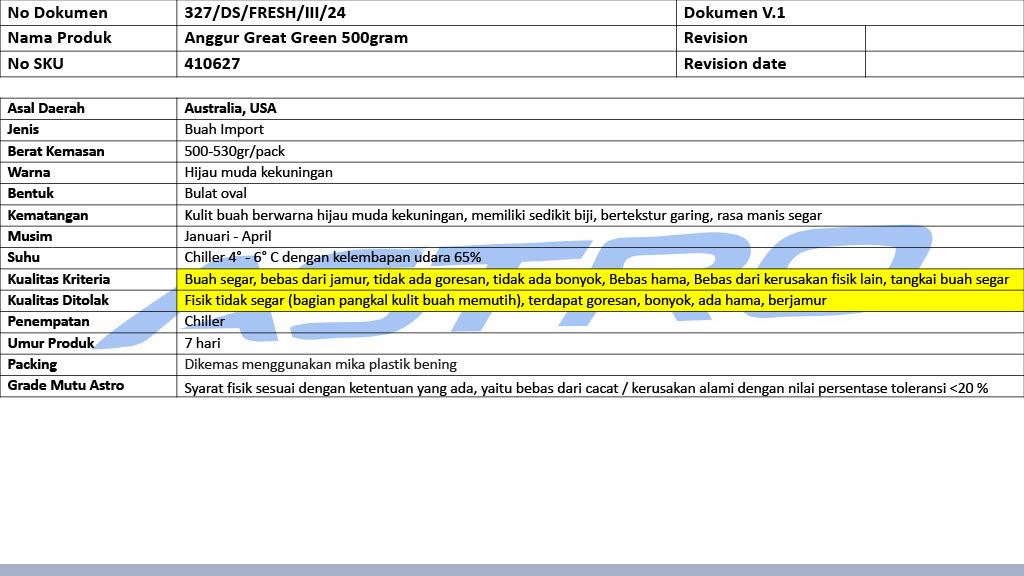 No Dokumen 327/DS/FRESH/III/24 Dokumen V.1
Nama Produk Anggur Great Green 500gram Revision
No SKU 410627 Revision date
Asal Daerah Australia, USA
Jenis Buah Import
Berat Kemasan 500-530gr/pack
Warna Hijau muda kekuningan
Bentuk Bulat oval
Kematangan Kulit buah berwarna hijau muda kekuningan, memiliki sedikit biji, bertekstur garing, rasa manis segar
Musim Januari - April
Suhu Chiller 4° - 6° C dengan kelembapan udara 65%
Kualitas Kriteria Buah segar, bebas dari jamur, tidak ada goresan, tidak ada bonyok, Bebas hama, Bebas dari kerusakan fisik lain, tangkai buah segar
Kualitas Ditolak Fisik tidak segar (bagian pangkal kulit buah memutih), terdapat goresan, bonyok, ada hama, berjamur
Penempatan Chiller
Umur Produk 7 hari
Packing Dikemas menggunakan mika plastik bening
Grade Mutu Astro Syarat fisik sesuai dengan ketentuan yang ada, yaitu bebas dari cacat / kerusakan alami dengan nilai persentase toleransi <20 %
ASTRO